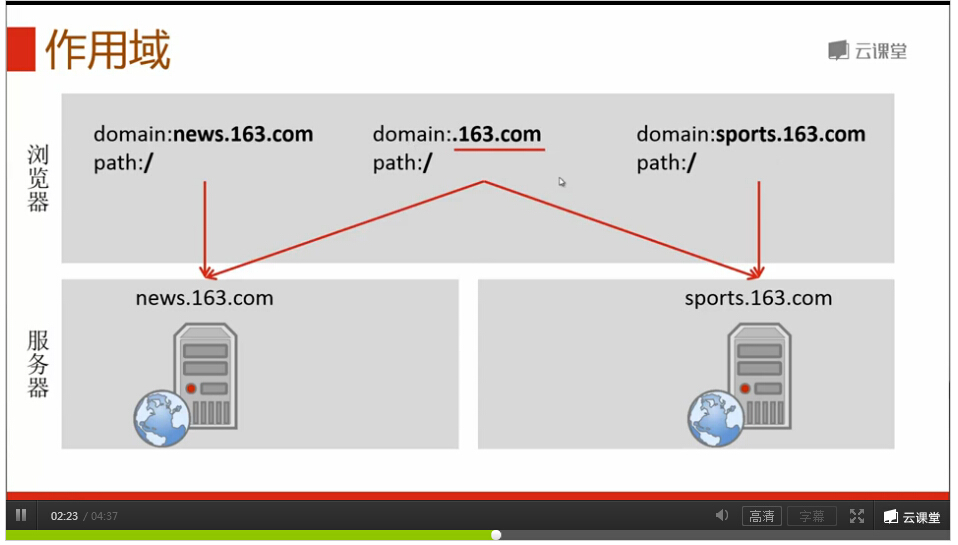 作用域
云课堂
浏览器
domain:news.163.com
path:/
domain:.163.com
path:/
domain:sports.163.com
path:/
服务器
news.163.com
sports.163.com
02:23 / 04:37
高清
字幕
云课堂